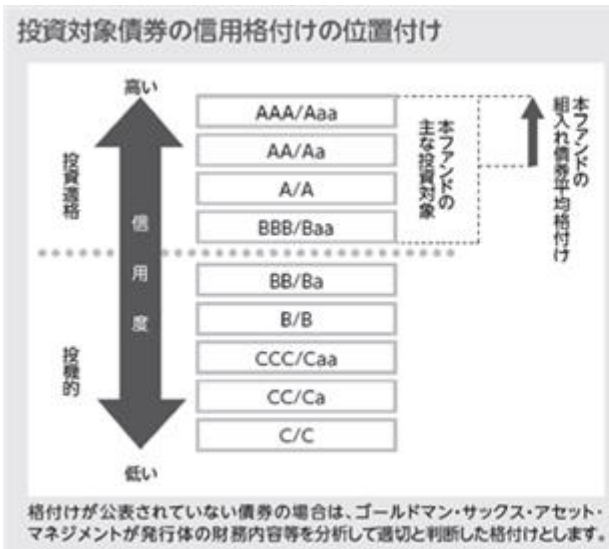 投資対象債券の信用格付けの位置付け
高い
投資適格
信用度
投機的
低い
AAA/Aaa
AA/Aa
A/A
BBB/Baa
BB/Ba
B/B
CCC/Caa
CC/Ca
C/C
本ファンドの
主な投資対象
本ファンドの
組入れ債券平均格付け
格付けが公表されていない債券の場合は、ゴールドマン・サックス・アセット・
マネジメントが発行体の財務内容等を分析して適切と判断した格付けとします。